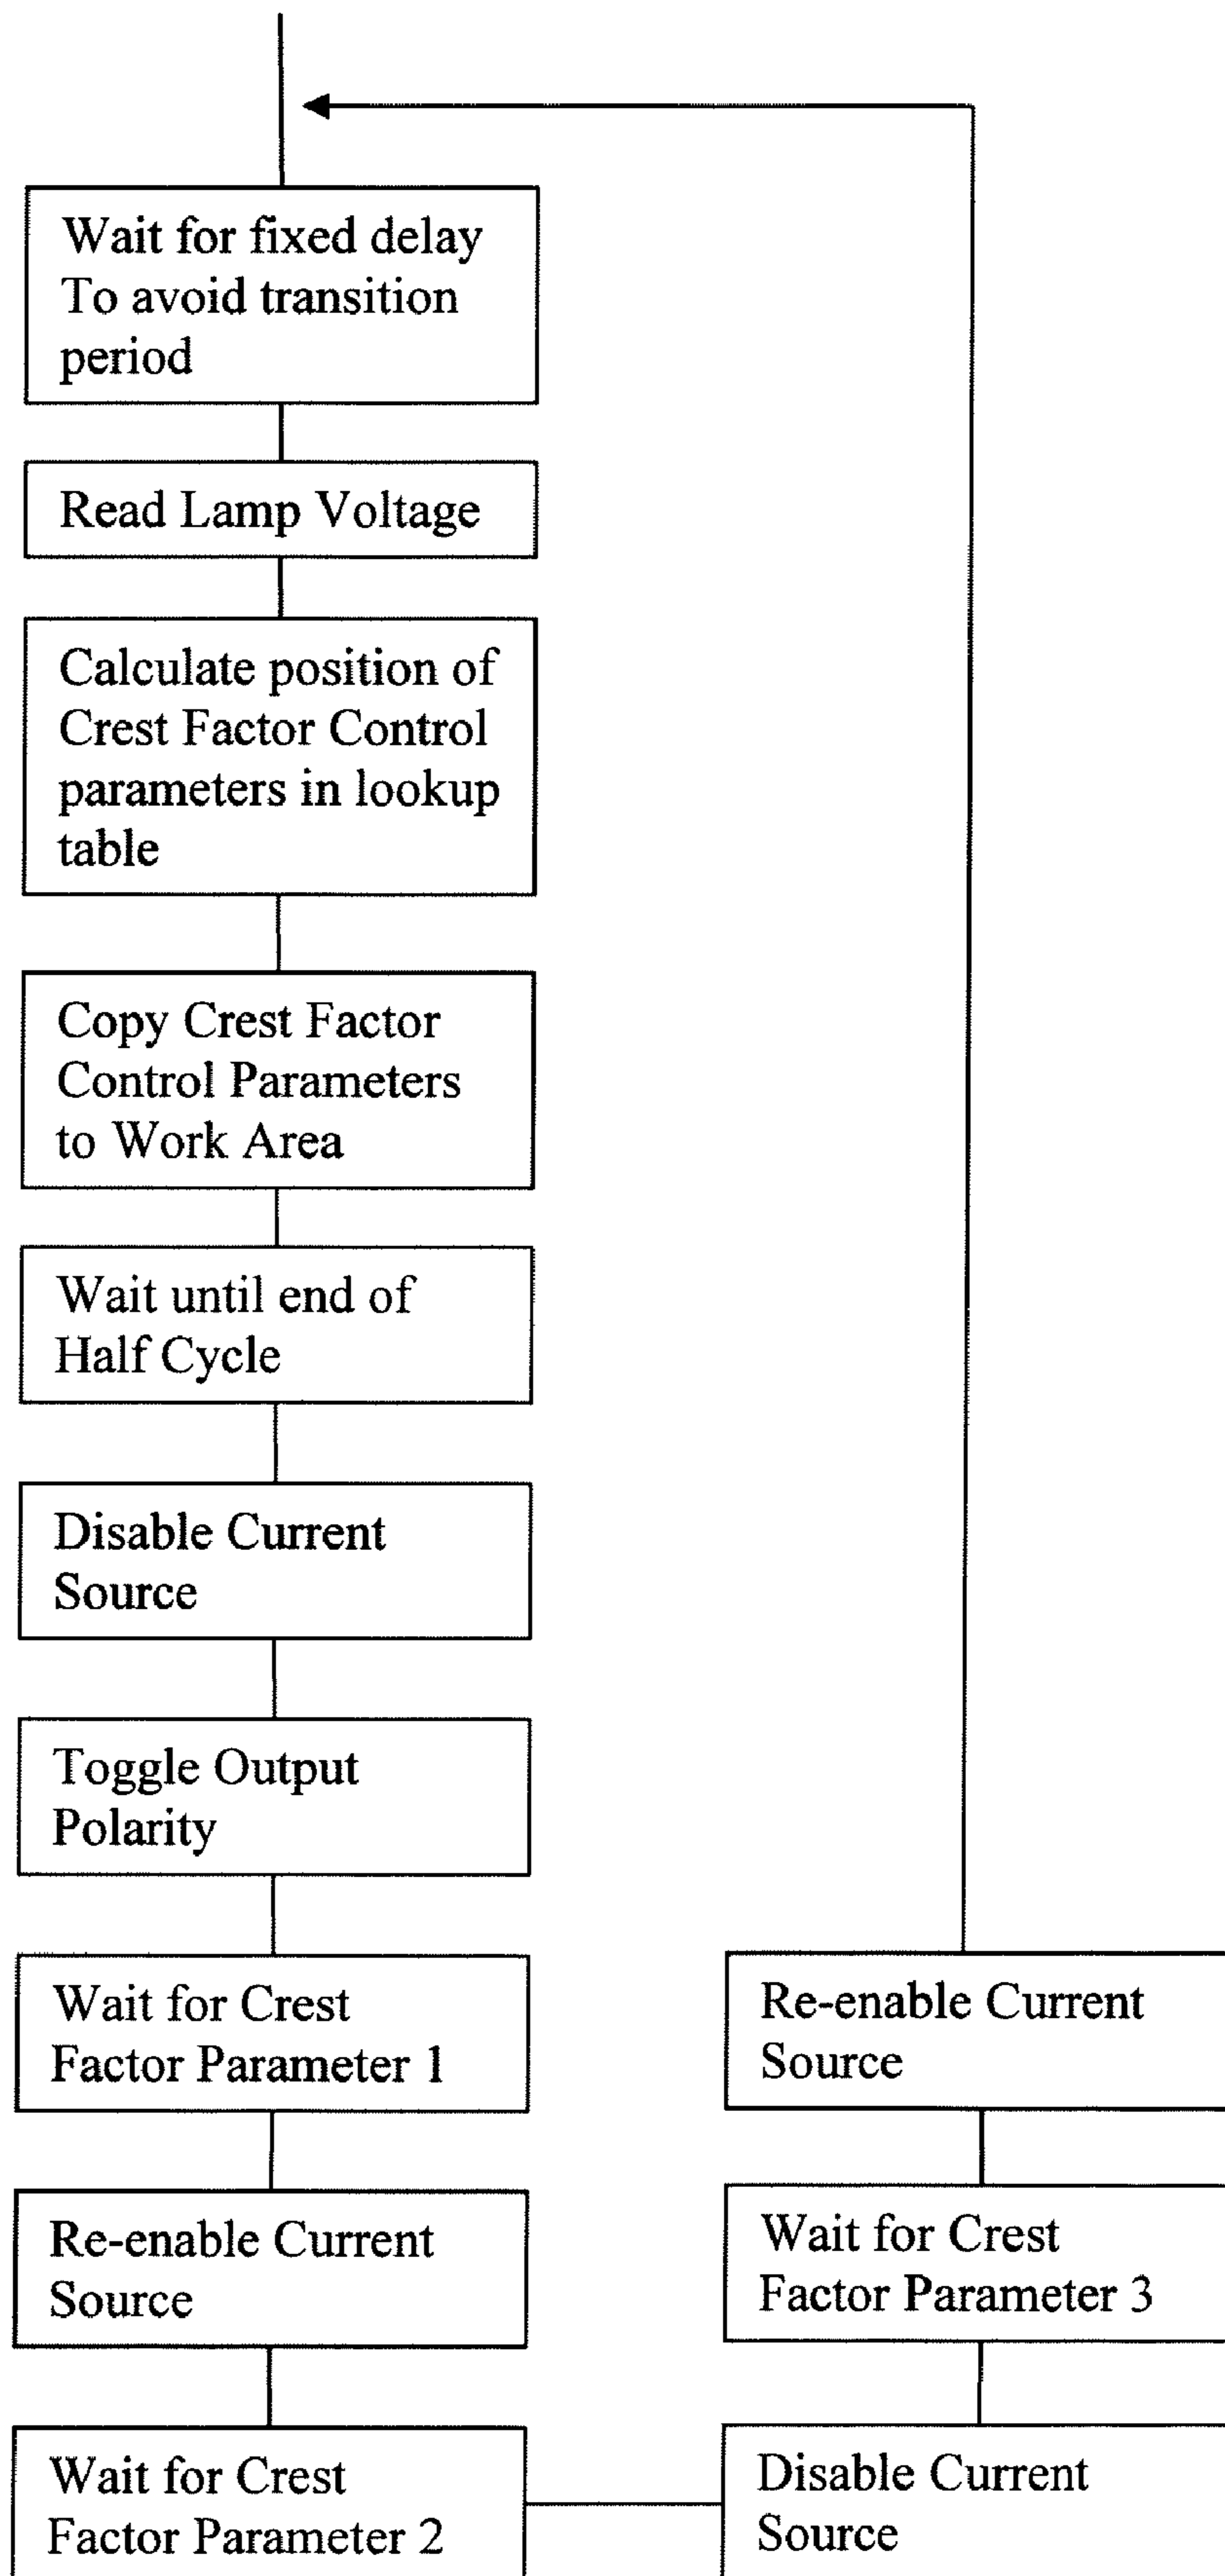 Wait for fixed delay
To avoid transition
period
Read Lamp Voltage
Calculate position of
Crest Factor Control
parameters in lookup
table
Copy Crest Factor
Control Parameters
to Work Area
Wait until end of
Half Cycle
Disable Current
Source
Toggle Output
Polarity
Wait for Crest
Factor Parameter 1
Re-enable Current
Source
Wait for Crest
Factor Parameter 2
Disable Current
Source
Wait for Crest
Factor Parameter 3
Re-enable Current
Source